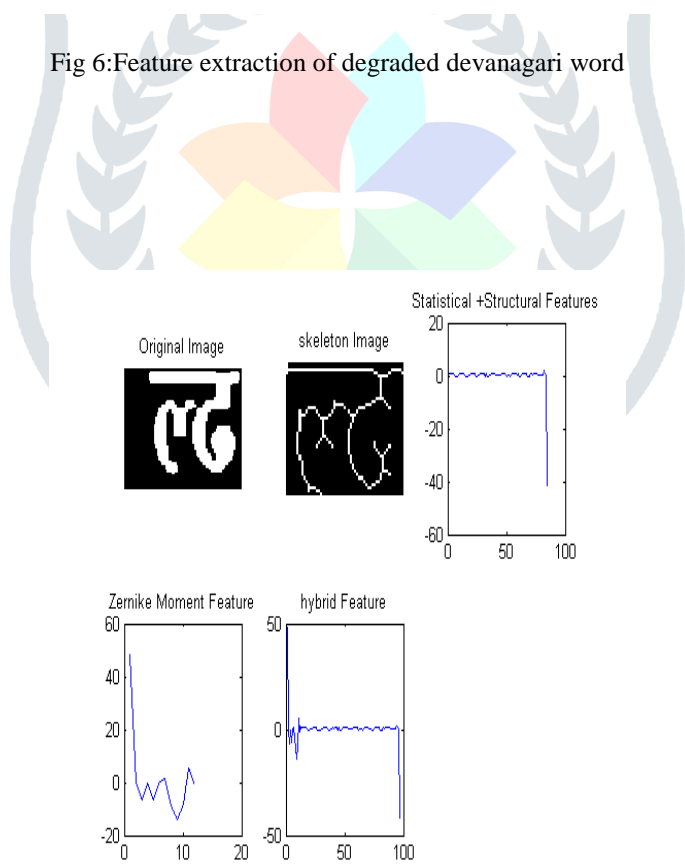 Fig 6:Feature extraction of degraded devanagari word
Statistical +Structural Features
Original Image
skeleton Image
20
0
-20
-40
-60
0 50 100
Zernike Moment Feature
hybrid Feature
60
40
20
0
-20
0 10 20
50
0
-50
0 50 100